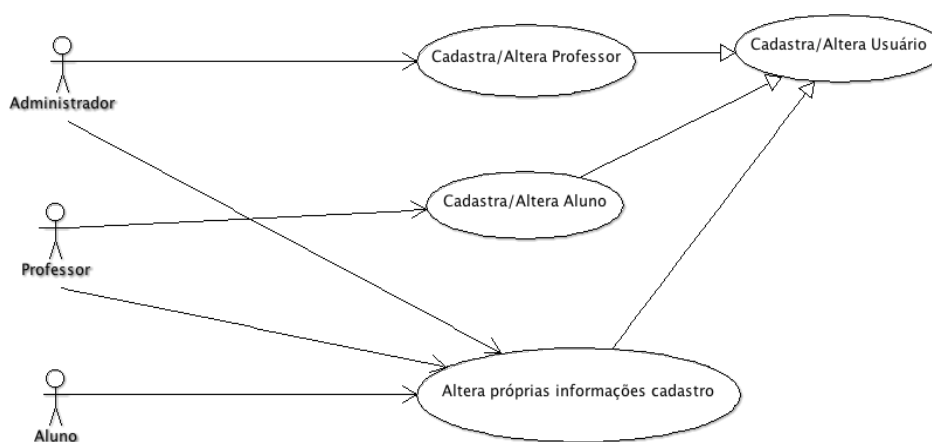 Cadastra/Altera Professor
Cadastra/Altera Usuário
Administrador
Cadastra/Altera Aluno
Professor
Altera próprias informações cadastro
Aluno